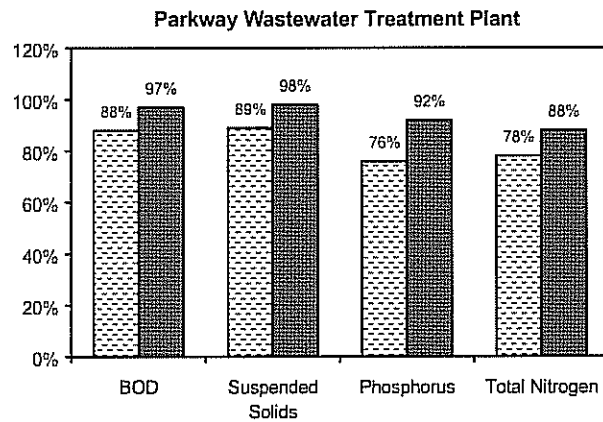 Parkway Wastewater Treatment Plant
120%
100%
80%
60%
40%
20%
0%
88%
97%
89%
98%
76%
92%
78%
88%
BOD
Suspended
Solids
Phosphorus
Total Nitrogen